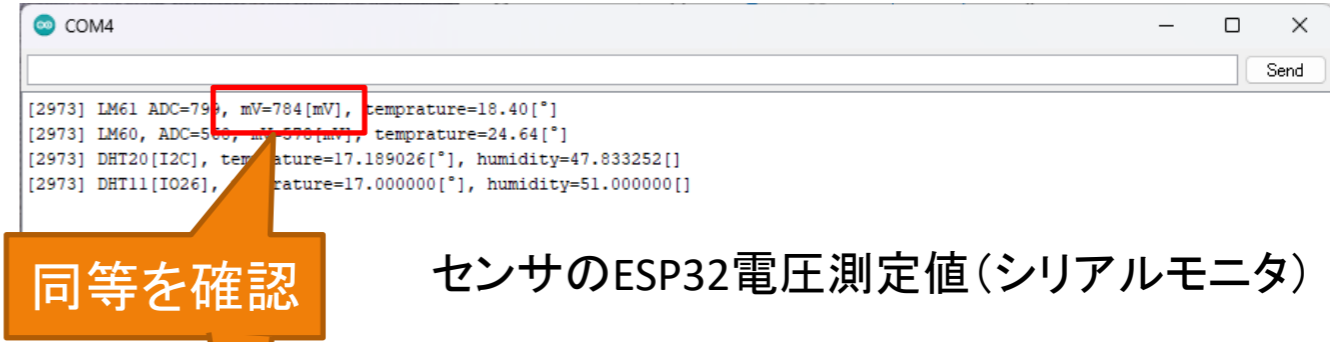 COM4
Send
[2973] LM61 ADC=799, mV=784[mV], temprature=18.40[°]
[2973] LM60, ADC=568, mV=578[mV], temprature=24.64[°]
[2973] DHT20[I2C], ature=17.189026[°], humidity=47.833252[]
[2973] DHT11[IO26], rature=17.000000[°], humidity=51.000000[]
同等を確認
センサのESP32電圧測定値(シリアルモニタ)